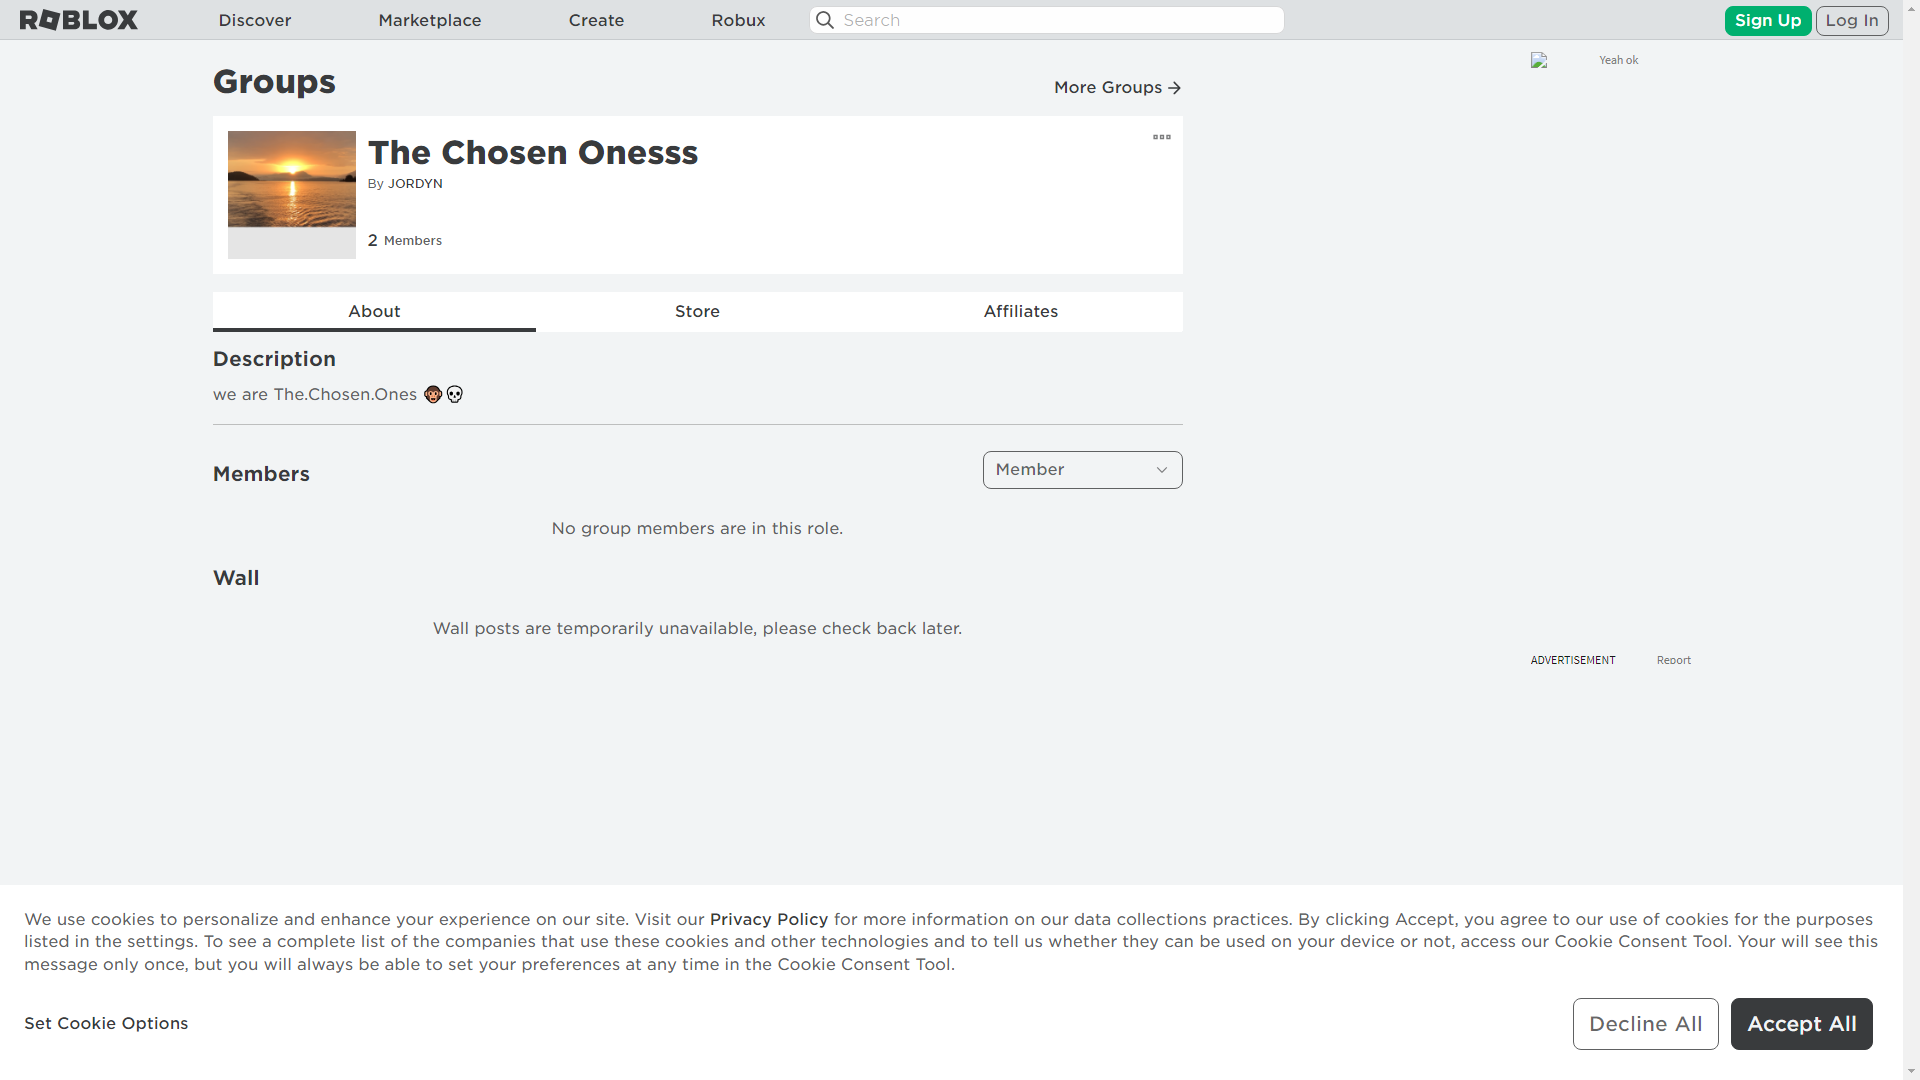 ROBLOX
Discover
Marketplace
Create
Robux
Search
Sign Up
Log In
Groups
More Groups
Yeah ok
The Chosen Onesss
By JORDYN
2 Members
About
Store
Affiliates
Description
we are The.Chosen.Ones 🐵💀
Members
Member
No group members are in this role.
Wall
Wall posts are temporarily unavailable, please check back later.
ADVERTISEMENT
Report
We use cookies to personalize and enhance your experience on our site. Visit our Privacy Policy for more information on our data collections practices. By clicking Accept, you agree to our use of cookies for the purposes
listed in the settings. To see a complete list of the companies that use these cookies and other technologies and to tell us whether they can be used on your device or not, access our Cookie Consent Tool. Your will see this
message only once, but you will always be able to set your preferences at any time in the Cookie Consent Tool.
Set Cookie Options
Decline All
Accept All